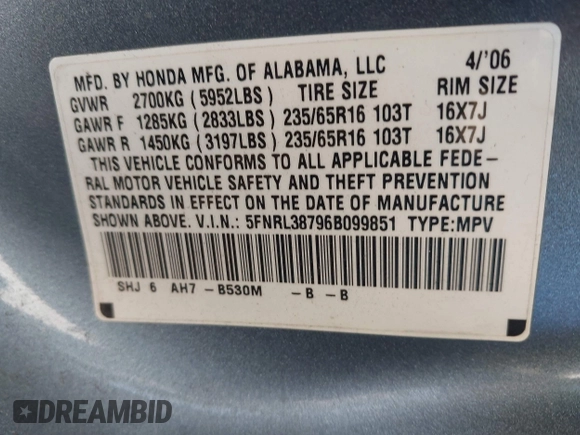 MFD. BY HONDA MFG. OF ALABAMA, LLC 4/'06
GVWR 2700KG (5952LBS) TIRE SIZE RIM SIZE
GAWR F 1285KG (2833LBS) 235/65R16 103T 16X7J
GAWR R 1450KG (3197LBS) 235/65R16 103T 16X7J
THIS VEHICLE CONFORMS TO ALL APPLICABLE FEDE-
RAL MOTOR VEHICLE SAFETY AND THEFT PREVENTION
STANDARDS IN EFFECT ON THE DATE OF MANUFACTURE
SHOWN ABOVE. V.I.N.: 5FNRL38796B099851 TYPE:MPV
SHJ 6 AH7 -B530M -B -B
DREAMBID